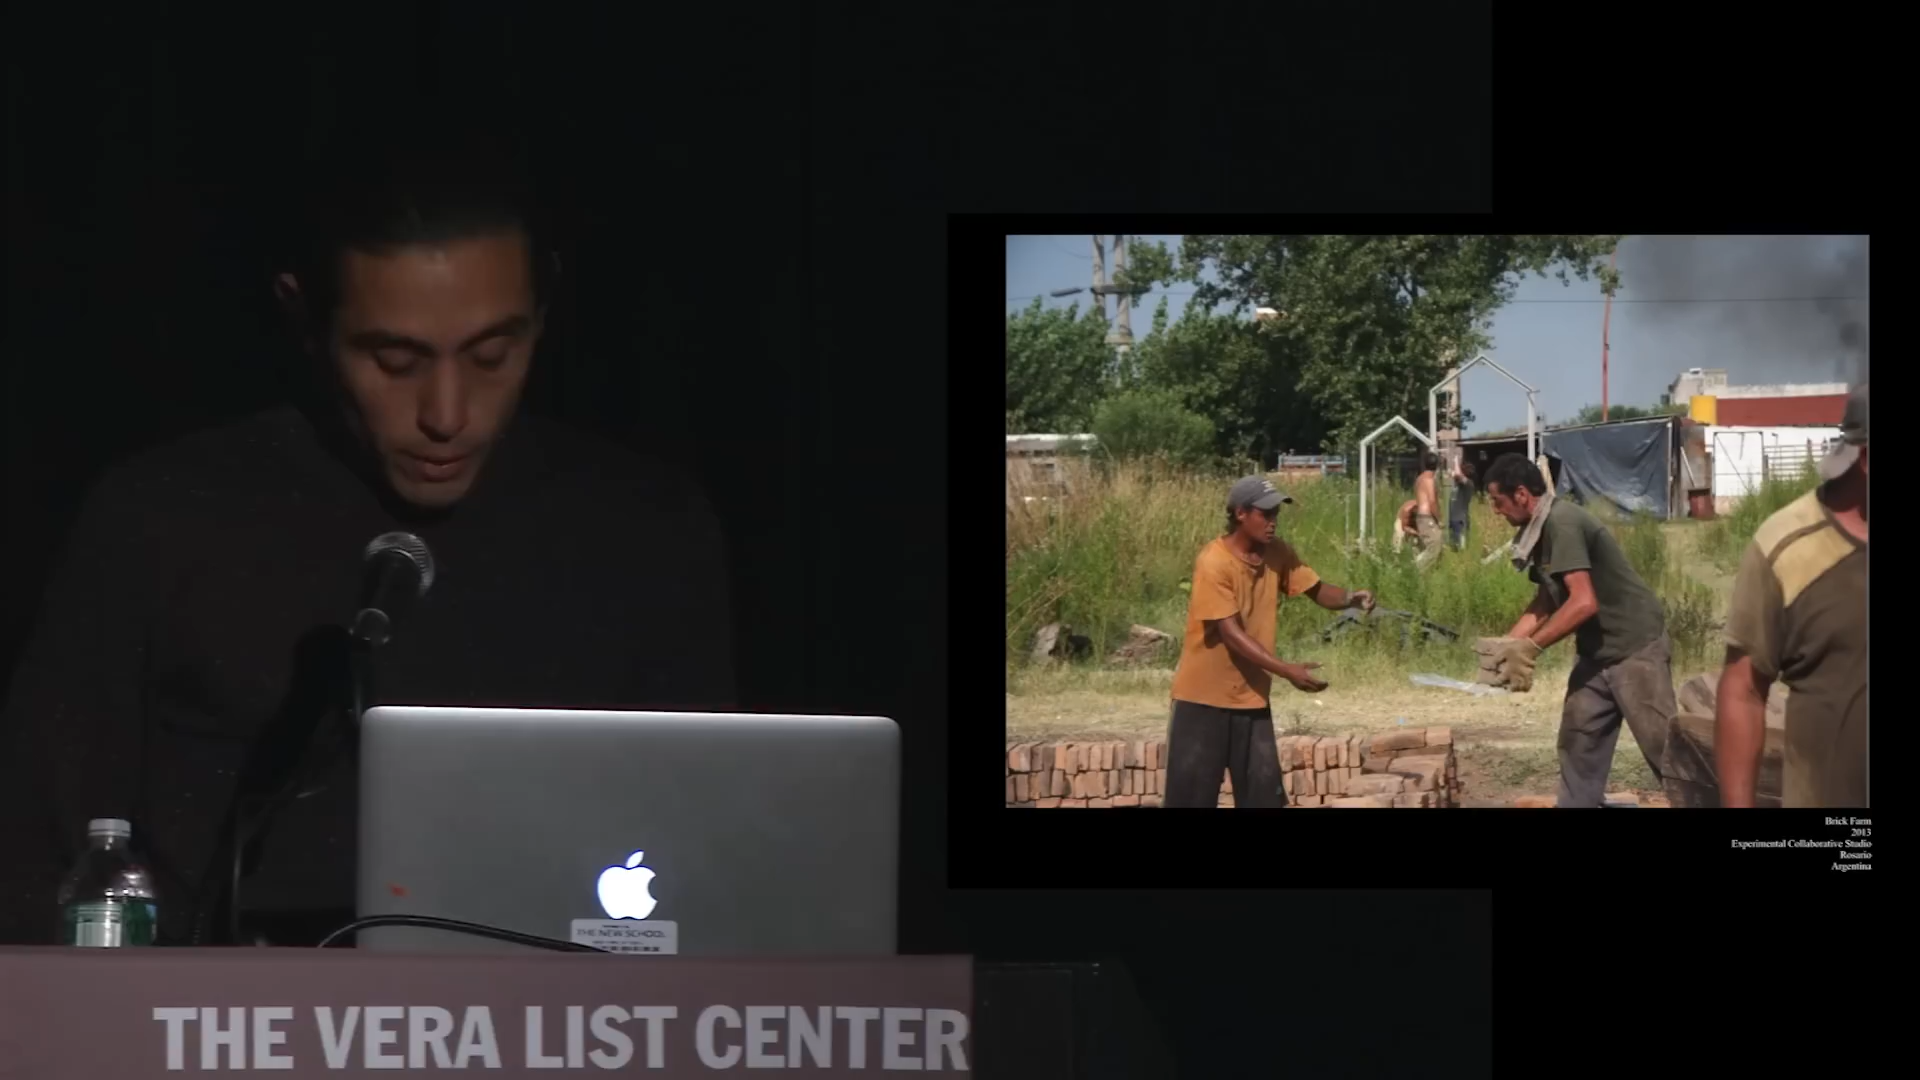 Brick Farm
2013
Experimental Collaborative Studio
Rosario
Argentina
THE NEW SCHOOL
THE VERA LIST CENTER